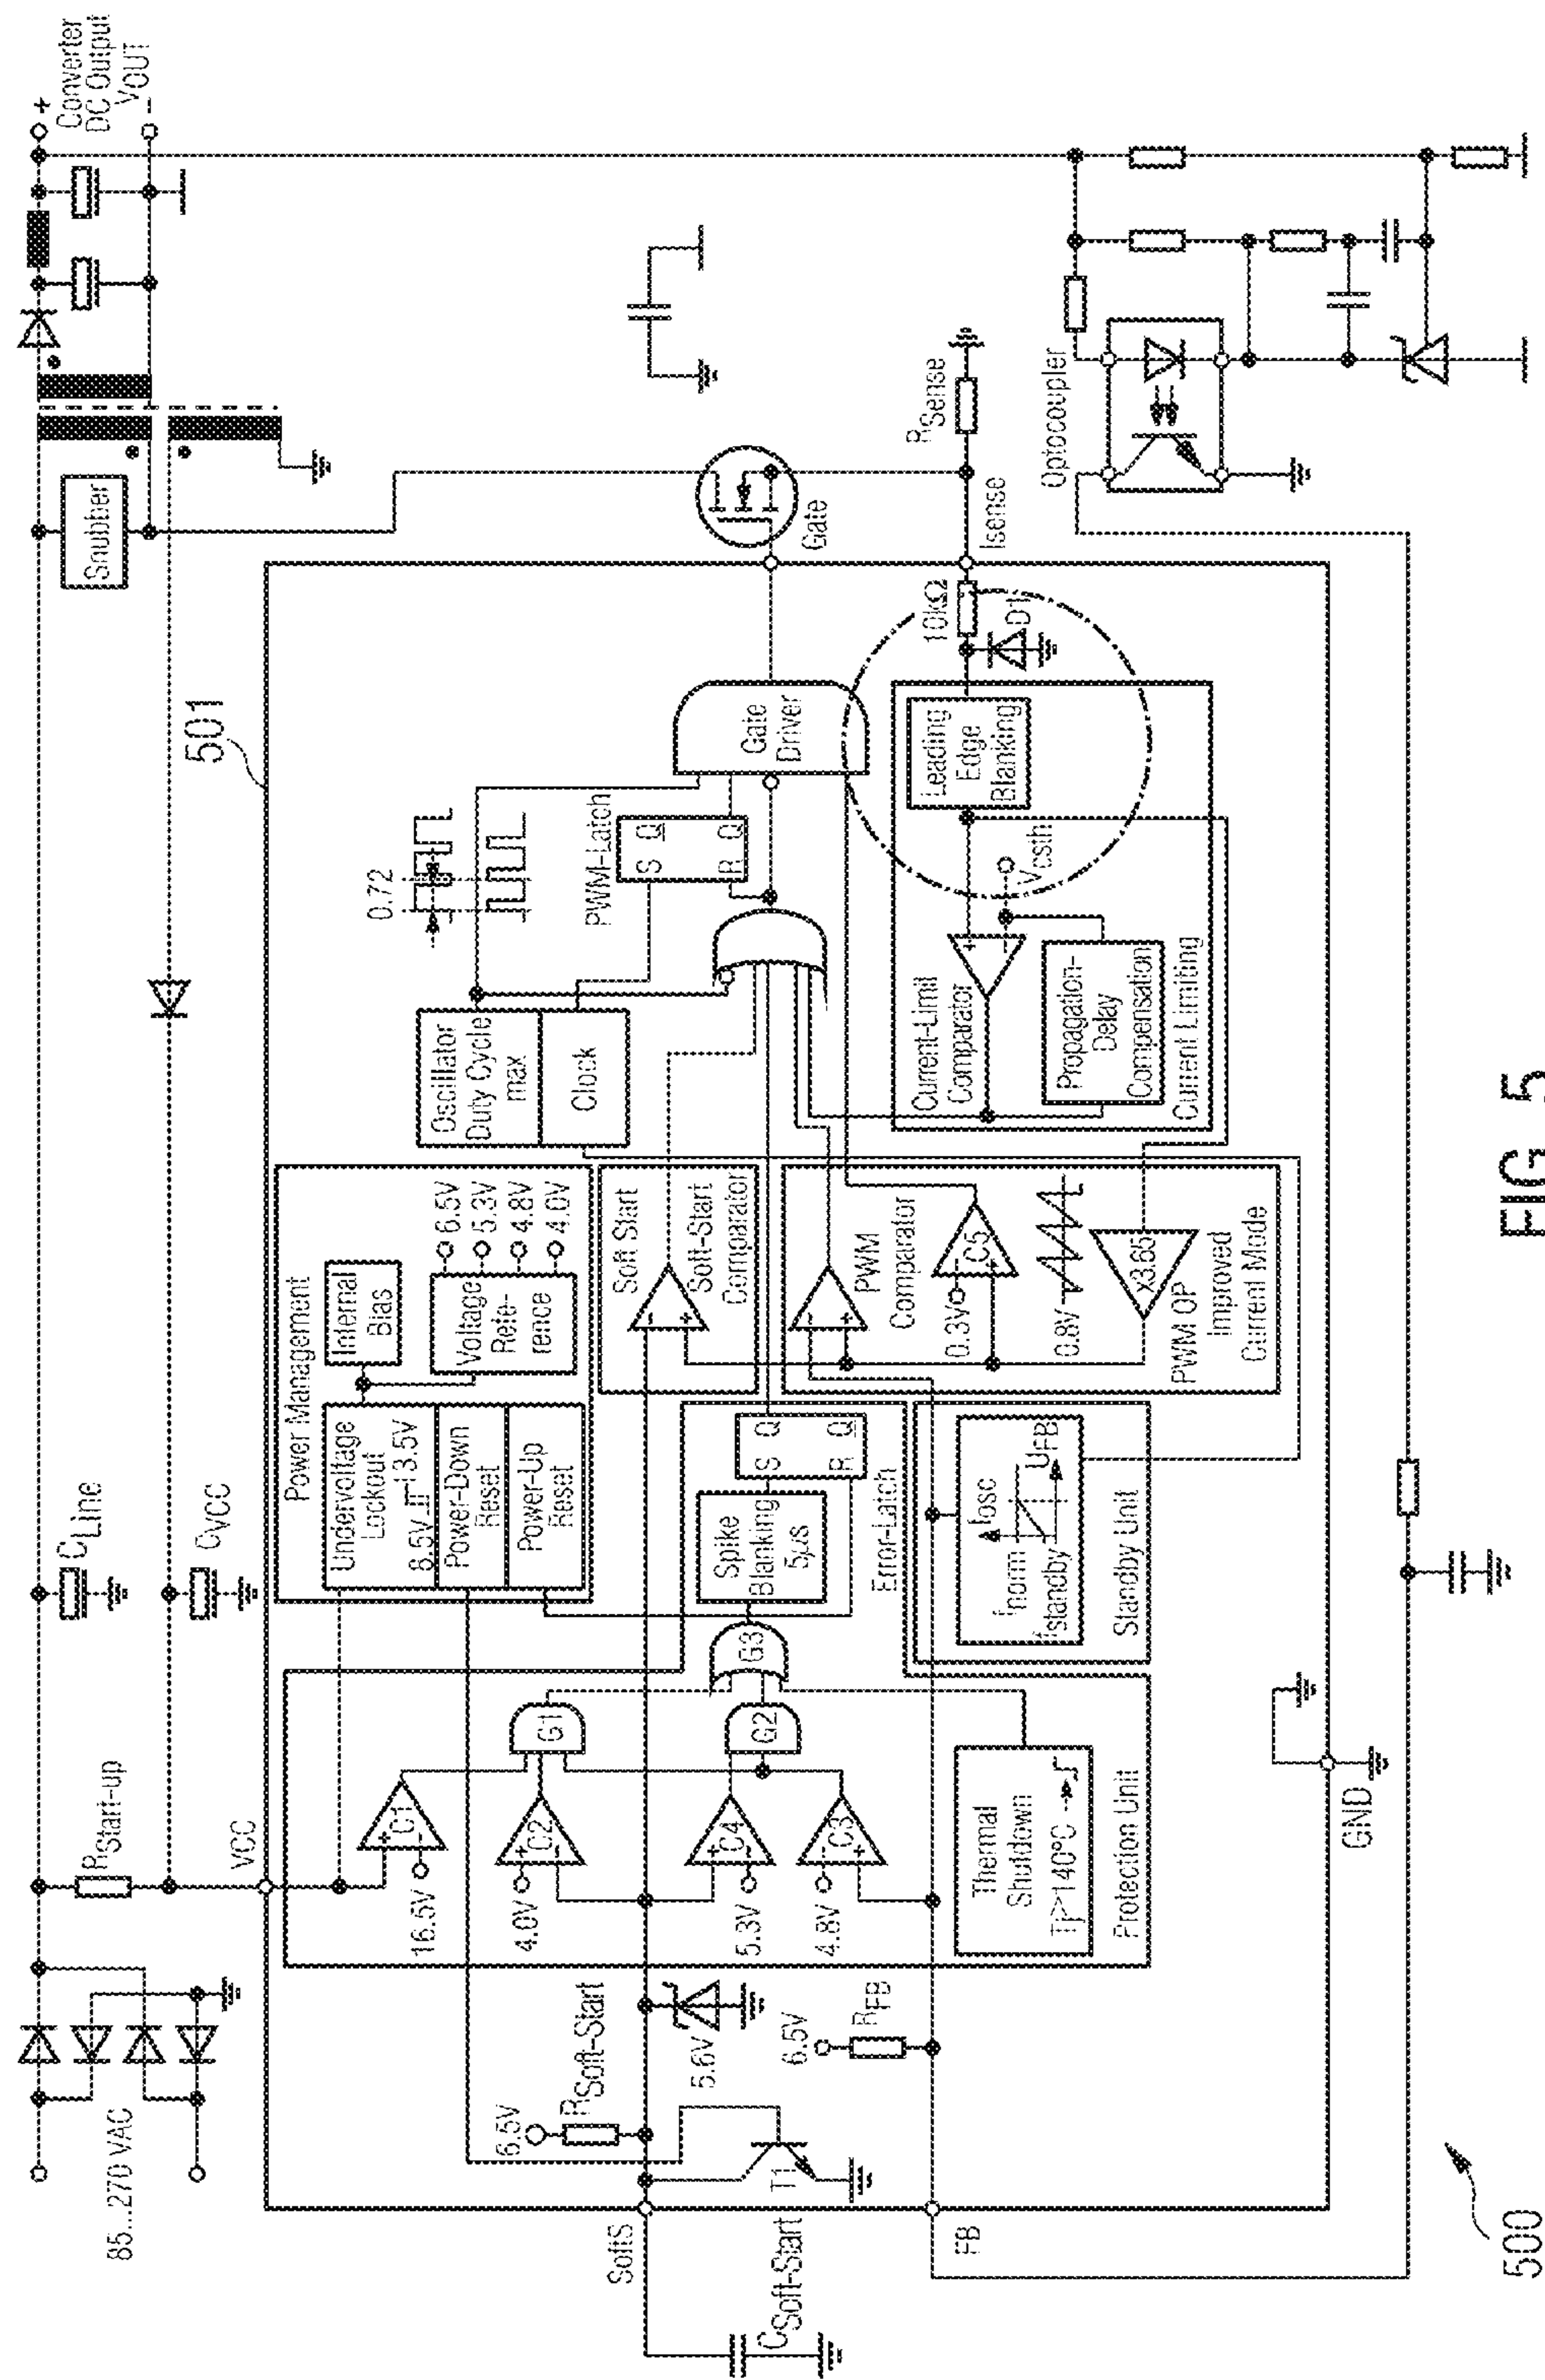 85...270 VAC
RStart-up
CLine
CVCC
VCC
Snubber
+
Converter
DC Output
VOUT
-
501
Power Management
Undervoltage
Lockout
8.5V 13.5V
Power-Down
Reset
Power-Up
Reset
Internal
Bias
Voltage
Refe-
rence
6.5V
5.3V
4.8V
4.0V
Oscillator
Duty Cycle
max
Clock
0.72
PWM-Latch
S Q
R Q
Gate
Driver
Gate
6.5V
RSoft-Start
SoftS
CSoft-Start
T1
5.6V
6.5V
RFB
FB
16.5V
C1
4.0V
C2
5.3V
C4
4.8V
C3
G1
G2
G3
Thermal
Shutdown
Tj>140°C
Protection Unit
Spike
Blanking
5µs
S Q
R Q
Error-Latch
fosc
fnorm
fstandby
UFB
Standby Unit
Soft Start
Soft-Start
Comparator
PWM
Comparator
0.3V
C5
0.8V
x3.65
PWM OP
Improved
Current Mode
Current-Limit
Comparator
Vcsth
Leading
Edge
Blanking
Propagation-
Delay
Compensation
Current Limiting
10kΩ
D1
Isense
RSense
Optocoupler
GND
500
FIG 5